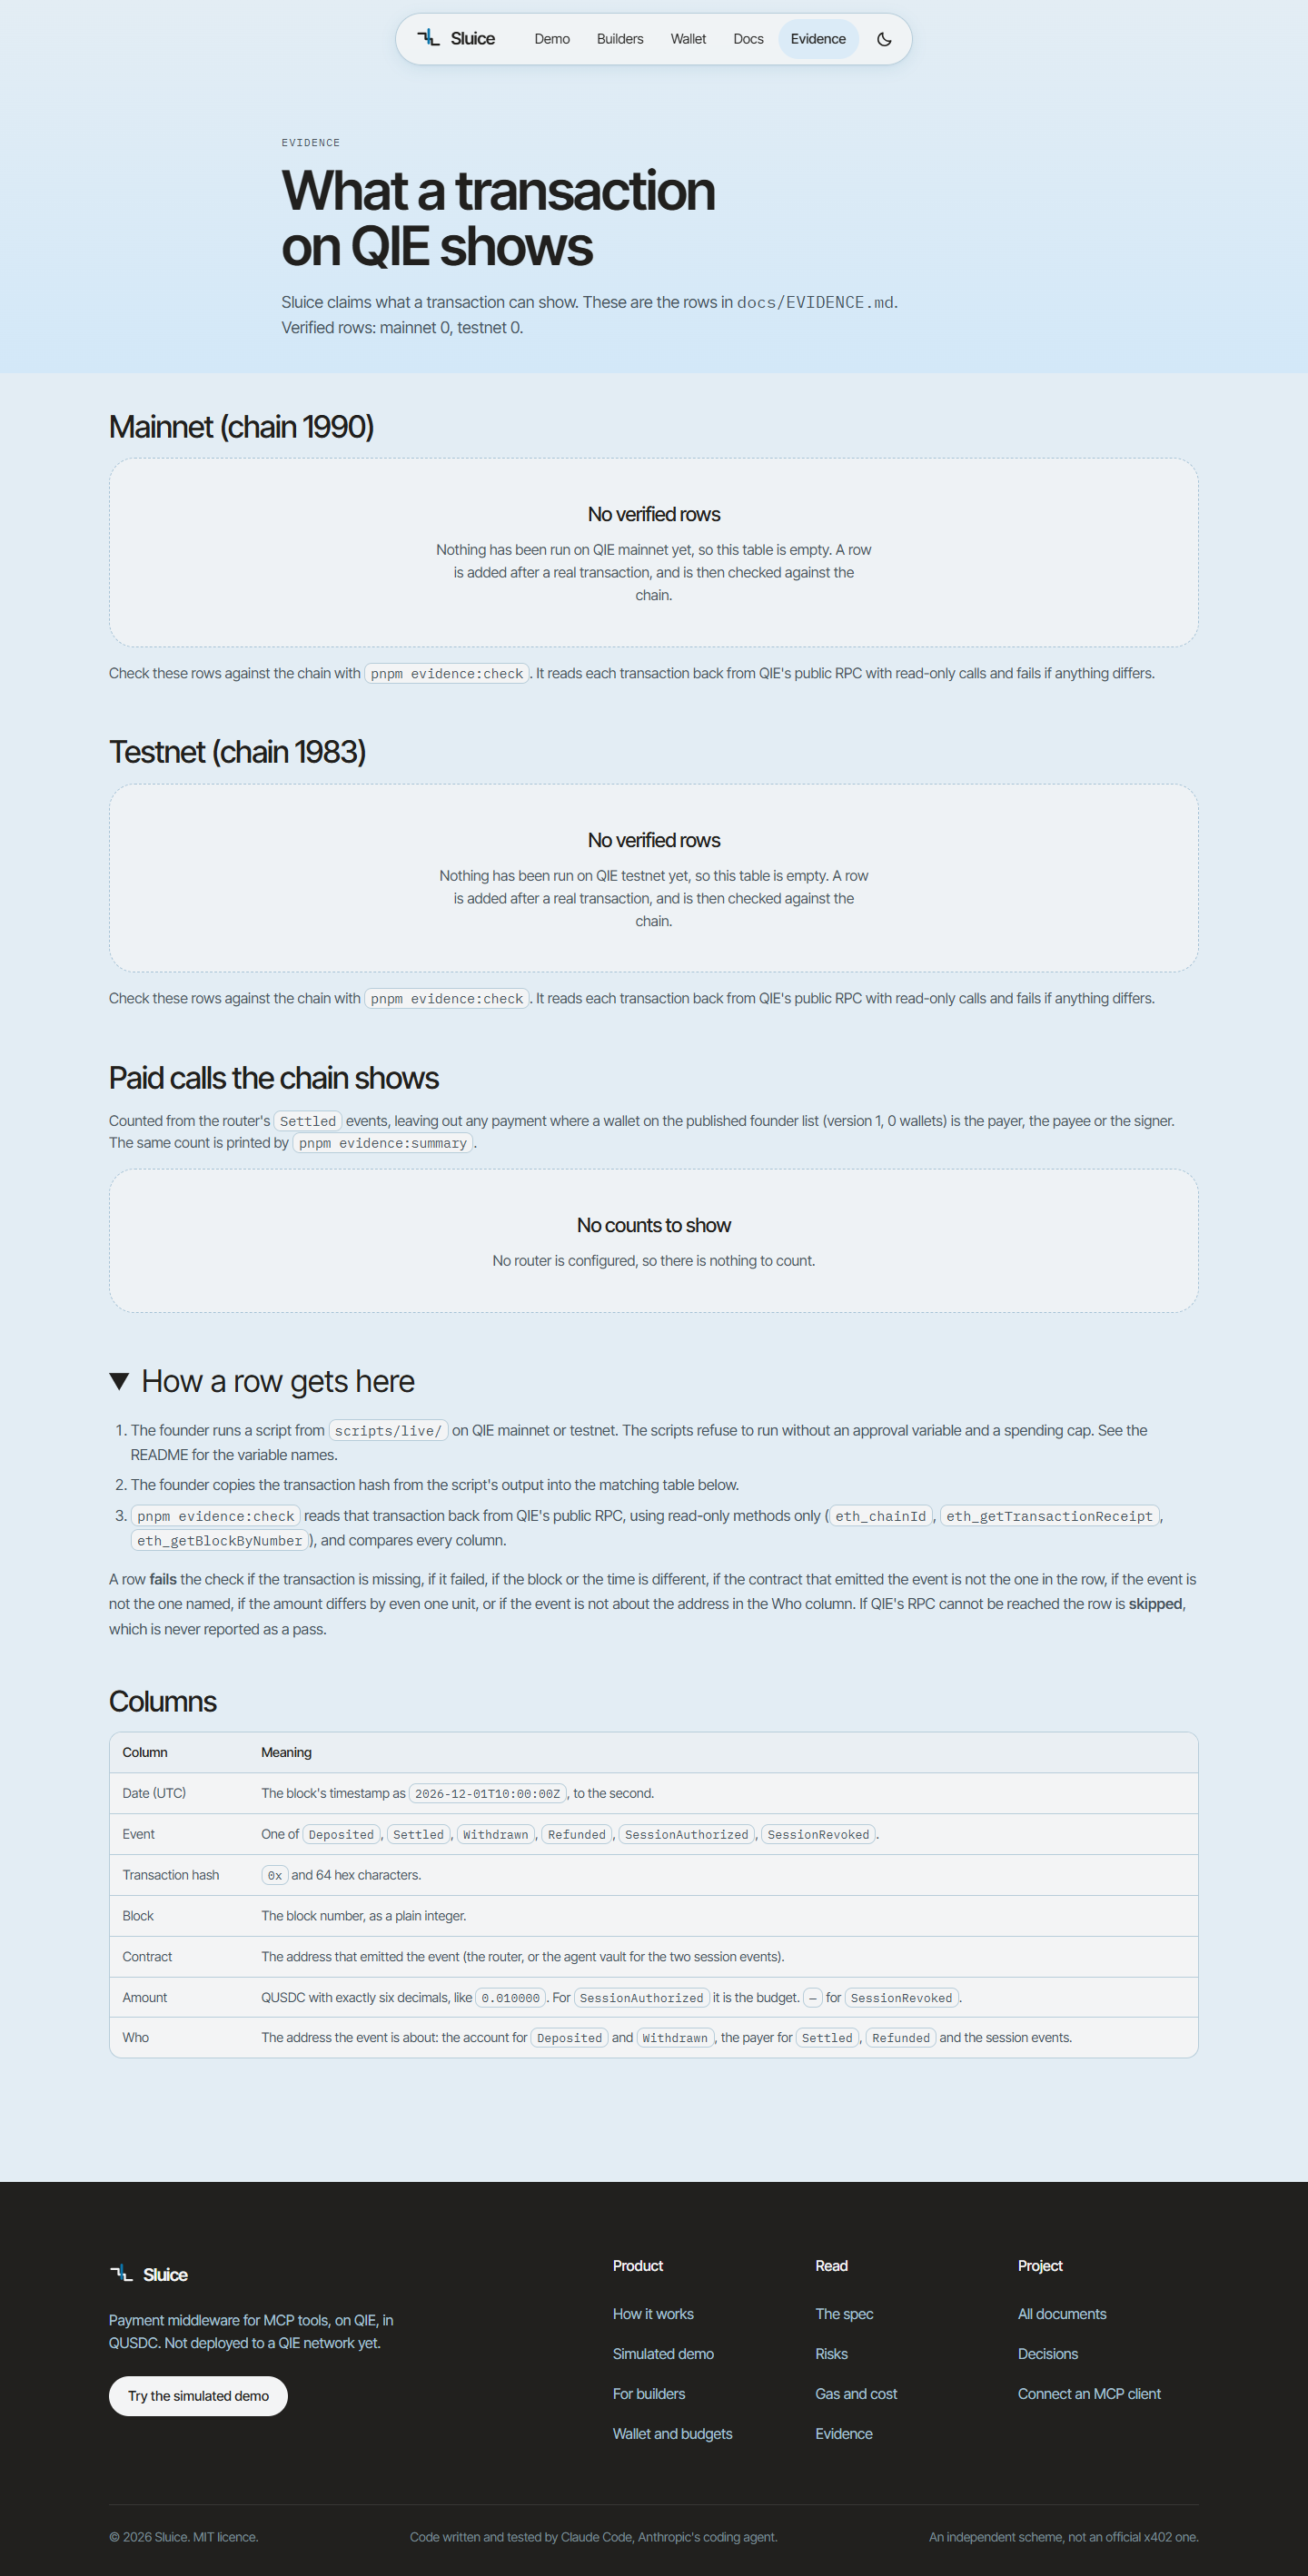 Sluice
Demo
Builders
Wallet
Docs
Evidence
EVIDENCE
What a transaction
on QIE shows
Sluice claims what a transaction can show. These are the rows in docs/EVIDENCE.md.
Verified rows: mainnet 0, testnet 0.
Mainnet (chain 1990)
No verified rows
Nothing has been run on QIE mainnet yet, so this table is empty. A row
is added after a real transaction, and is then checked against the
chain.
Check these rows against the chain with pnpm evidence:check. It reads each transaction back from QIE's public RPC with read-only calls and fails if anything differs.
Testnet (chain 1983)
No verified rows
Nothing has been run on QIE testnet yet, so this table is empty. A row
is added after a real transaction, and is then checked against the
chain.
Check these rows against the chain with pnpm evidence:check. It reads each transaction back from QIE's public RPC with read-only calls and fails if anything differs.
Paid calls the chain shows
Counted from the router's Settled events, leaving out any payment where a wallet on the published founder list (version 1, 0 wallets) is the payer, the payee or the signer.
The same count is printed by pnpm evidence:summary.
No counts to show
No router is configured, so there is nothing to count.
▼ How a row gets here
1. The founder runs a script from scripts/live/ on QIE mainnet or testnet. The scripts refuse to run without an approval variable and a spending cap. See the
README for the variable names.
2. The founder copies the transaction hash from the script's output into the matching table below.
3. pnpm evidence:check reads that transaction back from QIE's public RPC, using read-only methods only (eth_chainId, eth_getTransactionReceipt,
eth_getBlockByNumber), and compares every column.
A row fails the check if the transaction is missing, if it failed, if the block or the time is different, if the contract that emitted the event is not the one in the row, if the event is
not the one named, if the amount differs by even one unit, or if the event is not about the address in the Who column. If QIE's RPC cannot be reached the row is skipped,
which is never reported as a pass.
Columns
Column Meaning
Date (UTC) The block's timestamp as 2026-12-01T10:00:00Z, to the second.
Event One of Deposited, Settled, Withdrawn, Refunded, SessionAuthorized, SessionRevoked.
Transaction hash 0x and 64 hex characters.
Block The block number, as a plain integer.
Contract The address that emitted the event (the router, or the agent vault for the two session events).
Amount QUSDC with exactly six decimals, like 0.010000. For SessionAuthorized it is the budget. — for SessionRevoked.
Who The address the event is about: the account for Deposited and Withdrawn, the payer for Settled, Refunded and the session events.
Sluice
Payment middleware for MCP tools, on QIE, in
QUSDC. Not deployed to a QIE network yet.
Try the simulated demo
Product
How it works
Simulated demo
For builders
Wallet and budgets
Read
The spec
Risks
Gas and cost
Evidence
Project
All documents
Decisions
Connect an MCP client
© 2026 Sluice. MIT licence.
Code written and tested by Claude Code, Anthropic's coding agent.
An independent scheme, not an official x402 one.